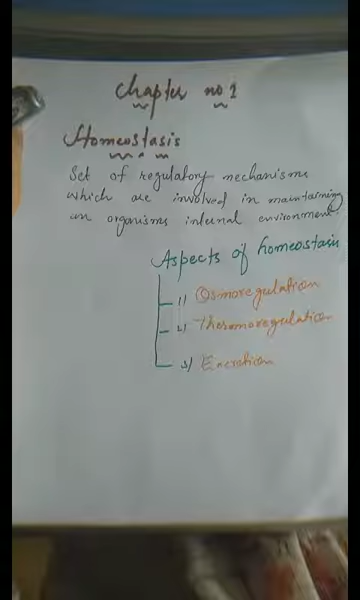 Chapter no 1
Homeostasis
Set of regulatory mechanisms
which are involved in maintaining
an organisms internal environment.
Aspects of homeostasis
1) Osmoregulation
2) Thermoregulation
3) Excretion